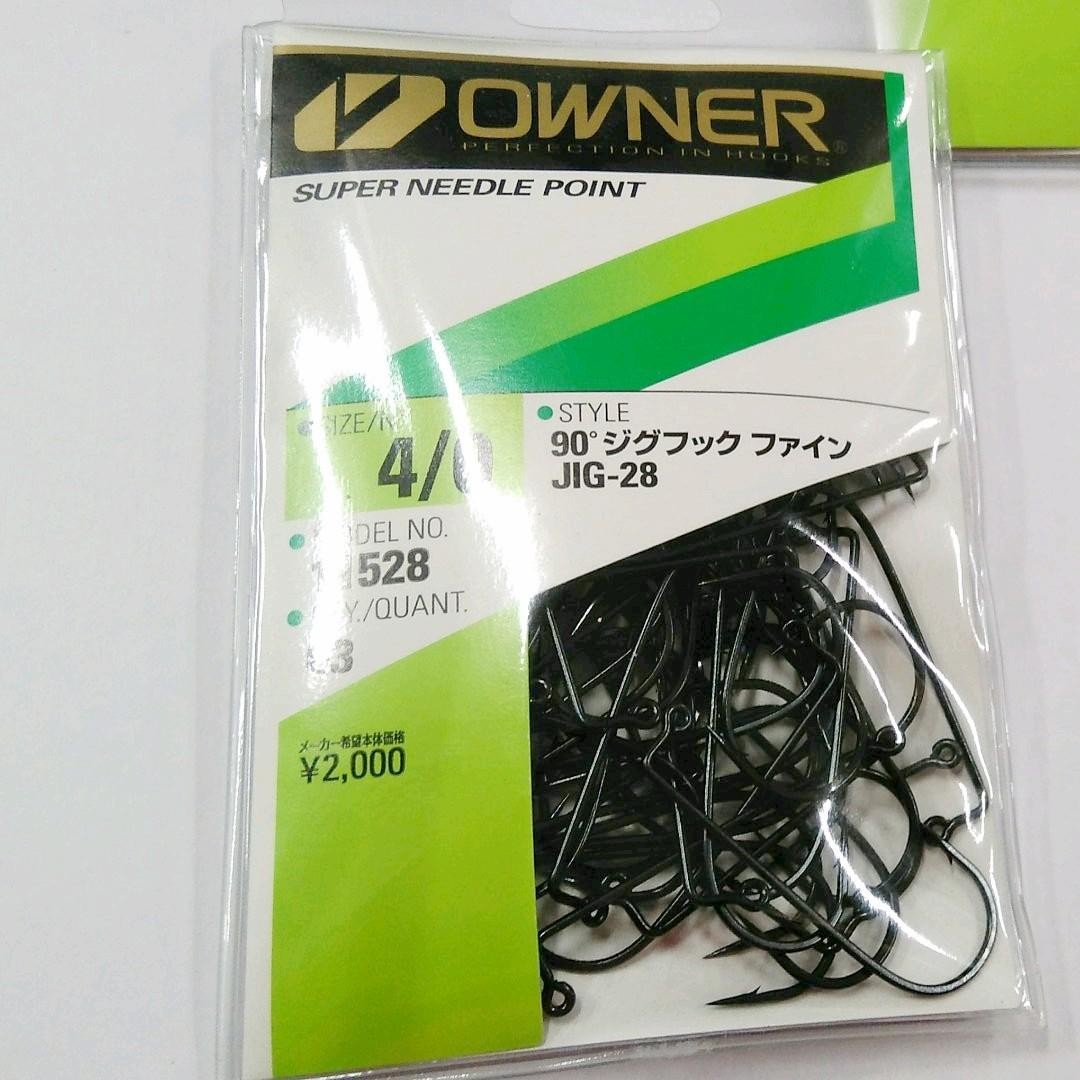 OWNER®
PERFECTION IN HOOKS
SUPER NEEDLE POINT
4/0
STYLE
90°ジグフック ファイン
JIG-28
MODEL NO.
528
/QUANT.
メーカー希望本体価格
¥2,000